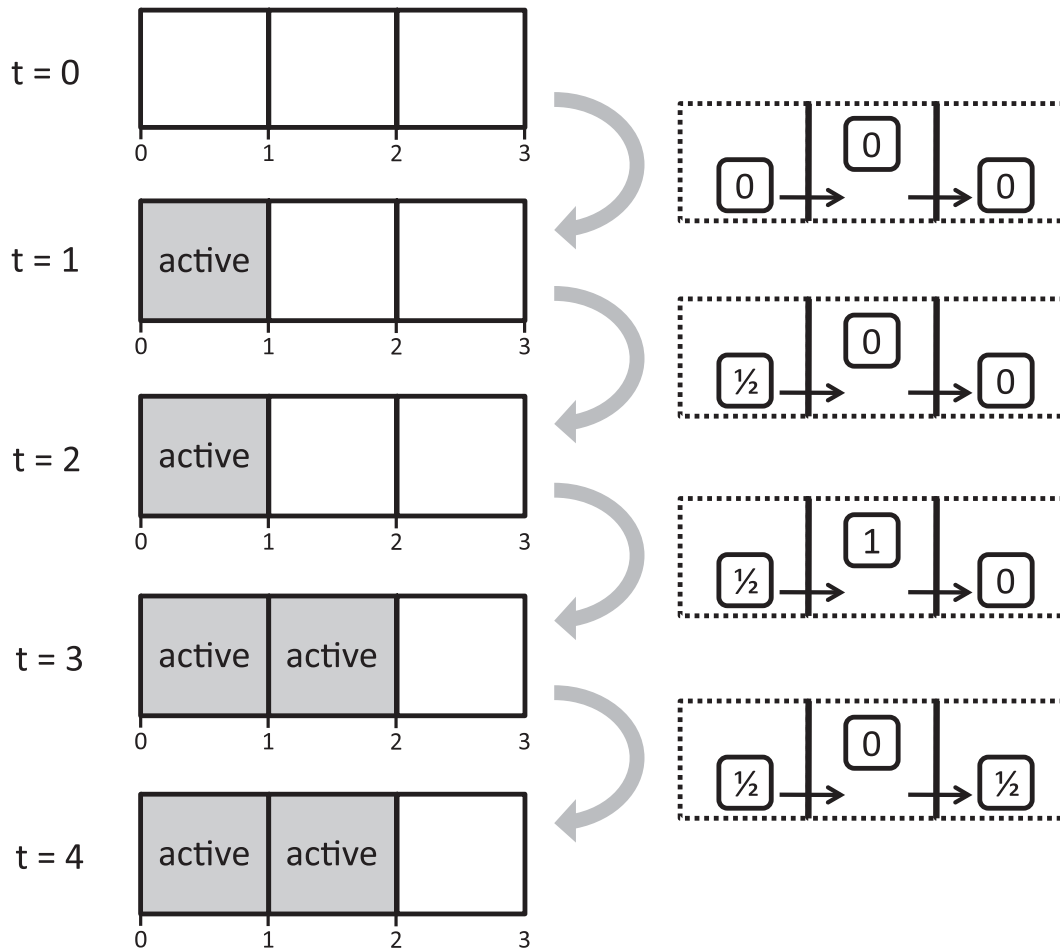 t = 0
0 1 2 3
0
0 0
t = 1
active
0 1 2 3
0
½ 0
t = 2
active
0 1 2 3
1
½ 0
t = 3
active active
0 1 2 3
0
½ ½
t = 4
active active
0 1 2 3